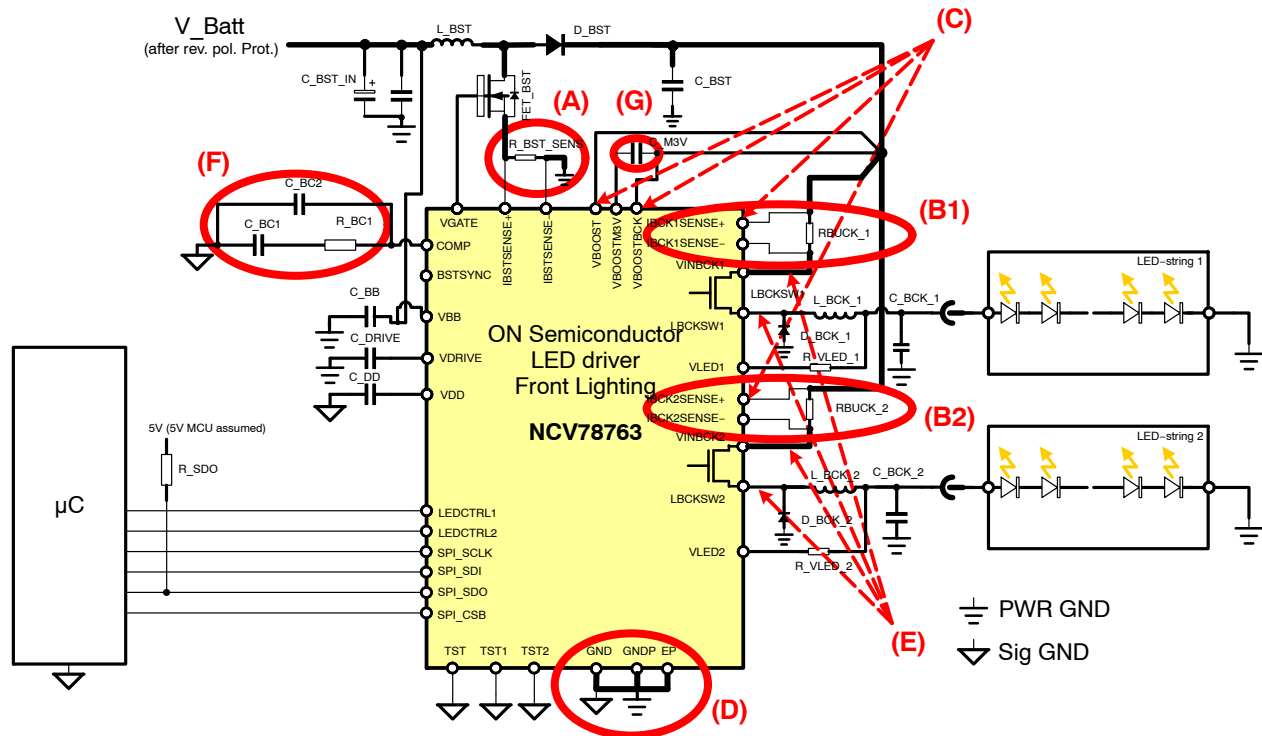 V_Batt
(after rev. pol. Prot.)
L_BST
D_BST
(C)
C_BST_IN
+
FET_BST
C_BST
(A)
(G)
R_BST_SENS
C_M3V
(F)
C_BC2
C_BC1
R_BC1
VGATE
IBSTSENSE+
IBSTSENSE-
VBOOST
VBOOSTM3V
VBOOSTBCK
IBCK1SENSE+
IBCK1SENSE−
RBUCK_1
(B1)
COMP
BSTSYNC
VINBCK1
C_BB
VBB
LBCKSW1
LBCKSW1
L_BCK_1
C_BCK_1
LED−string 1
D_BCK_1
ON Semiconductor
LED driver
Front Lighting
NCV78763
C_DRIVE
VDRIVE
C_DD
VDD
R_VLED_1
VLED1
IBCK2SENSE+
IBCK2SENSE−
RBUCK_2
(B2)
VINBCK2
5V (5V MCU assumed)
R_SDO
µC
LBCKSW2
L_BCK_2
C_BCK_2
LED−string 2
D_BCK_2
R_VLED_2
VLED2
LEDCTRL1
LEDCTRL2
SPI_SCLK
SPI_SDI
SPI_SDO
SPI_CSB
TST
TST1
TST2
GND
GNDP
EP
(D)
(E)
PWR GND
Sig GND